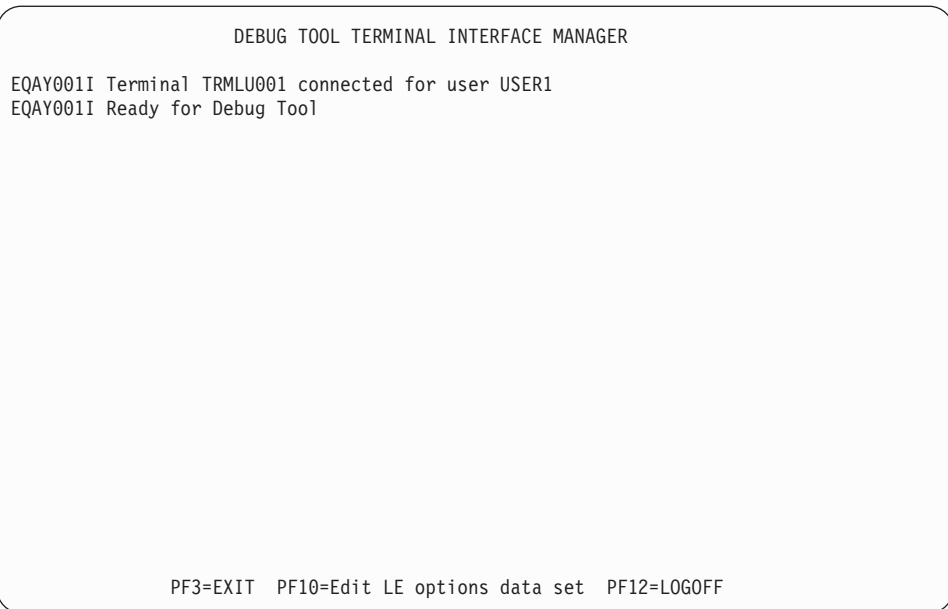 DEBUG TOOL TERMINAL INTERFACE MANAGER
EQAY001I Terminal TRMLU001 connected for user USER1
EQAY001I Ready for Debug Tool
PF3=EXIT PF10=Edit LE options data set PF12=LOGOFF